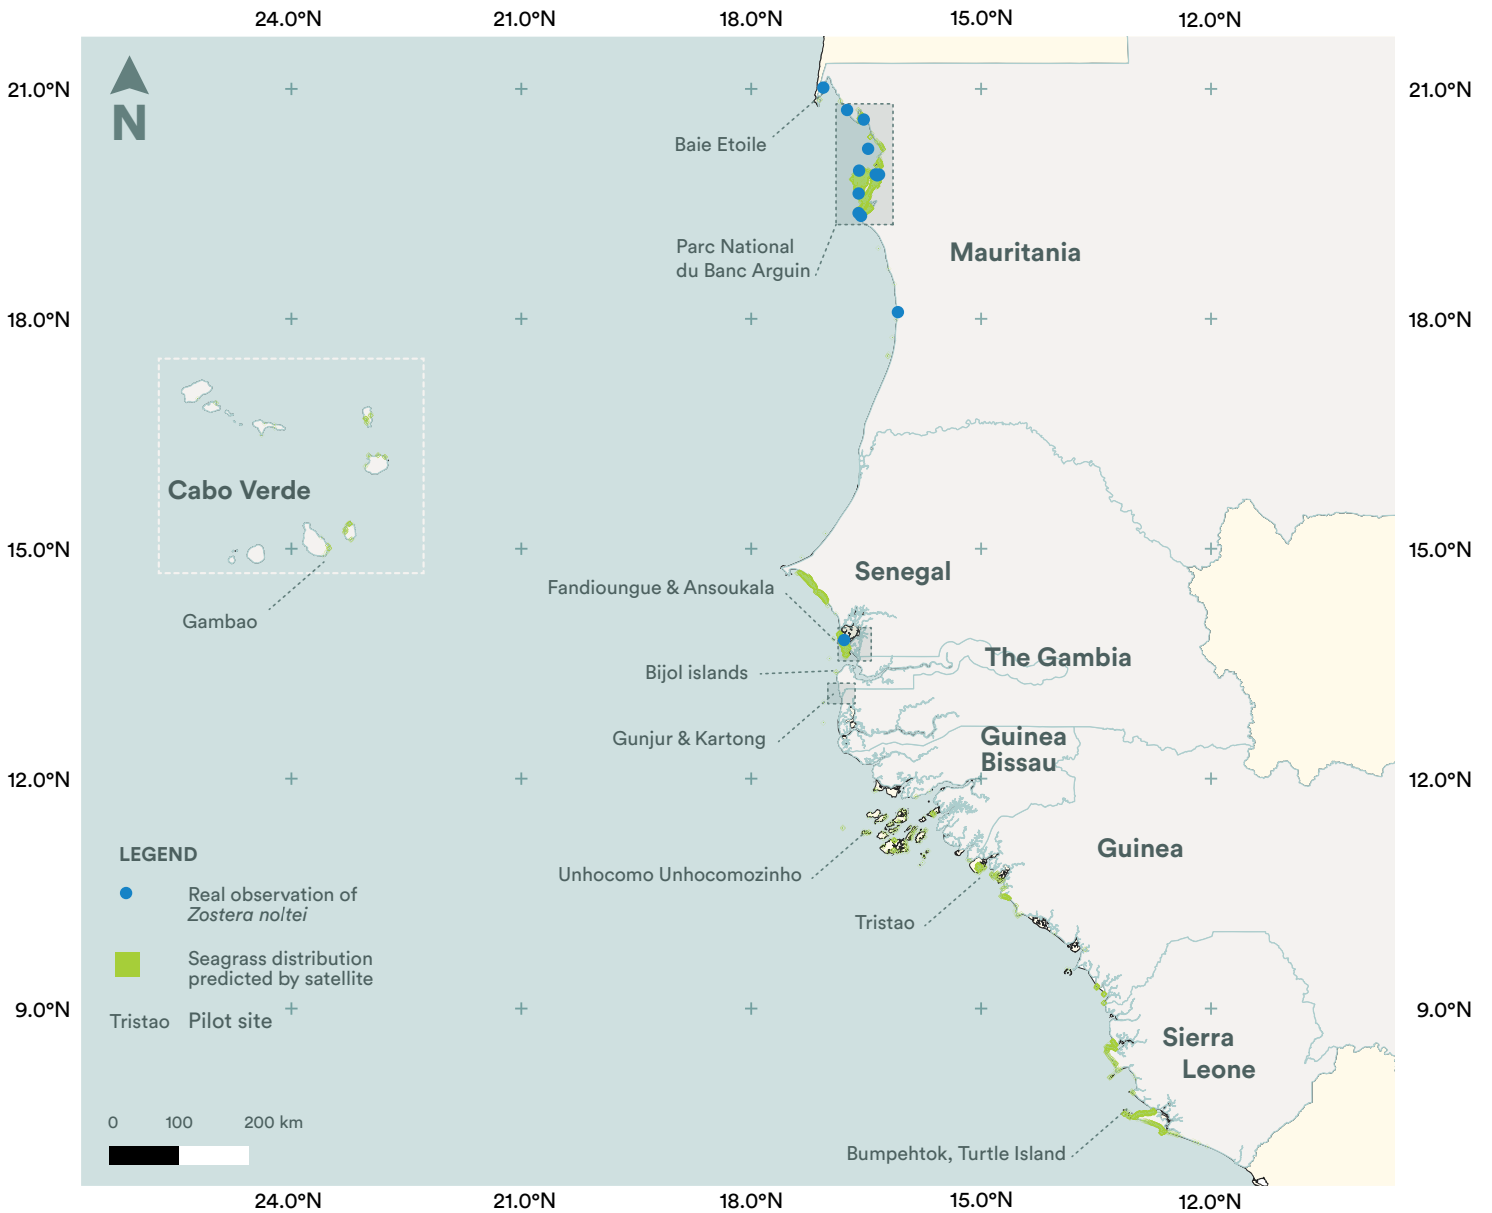 24.0°N 21.0°N 18.0°N 15.0°N 12.0°N
21.0°N
21.0°N
N
Baie Etoile
Parc National
du Banc Arguin
Mauritania
18.0°N
18.0°N
Cabo Verde
15.0°N
15.0°N
Senegal
Fandioungue & Ansoukala
Gambao
The Gambia
Bijol islands
Gunjur & Kartong
Guinea
Bissau
12.0°N
12.0°N
Guinea
LEGEND
Unhocomo Unhocomozinho
Real observation of
Zostera noltei
Tristao
Seagrass distribution
predicted by satellite
9.0°N
9.0°N
Tristao Pilot site
Sierra
Leone
0 100 200 km
Bumpehtok, Turtle Island
24.0°N 21.0°N 18.0°N 15.0°N 12.0°N